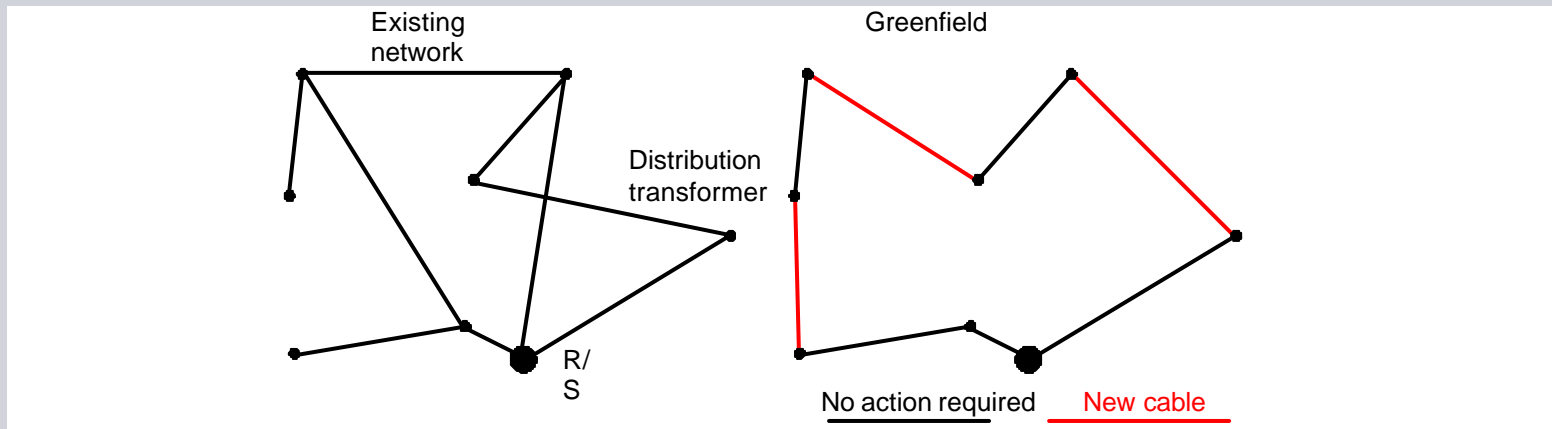 Existing
network
Greenfield
Distribution
transformer
R/
S
No action required
New cable